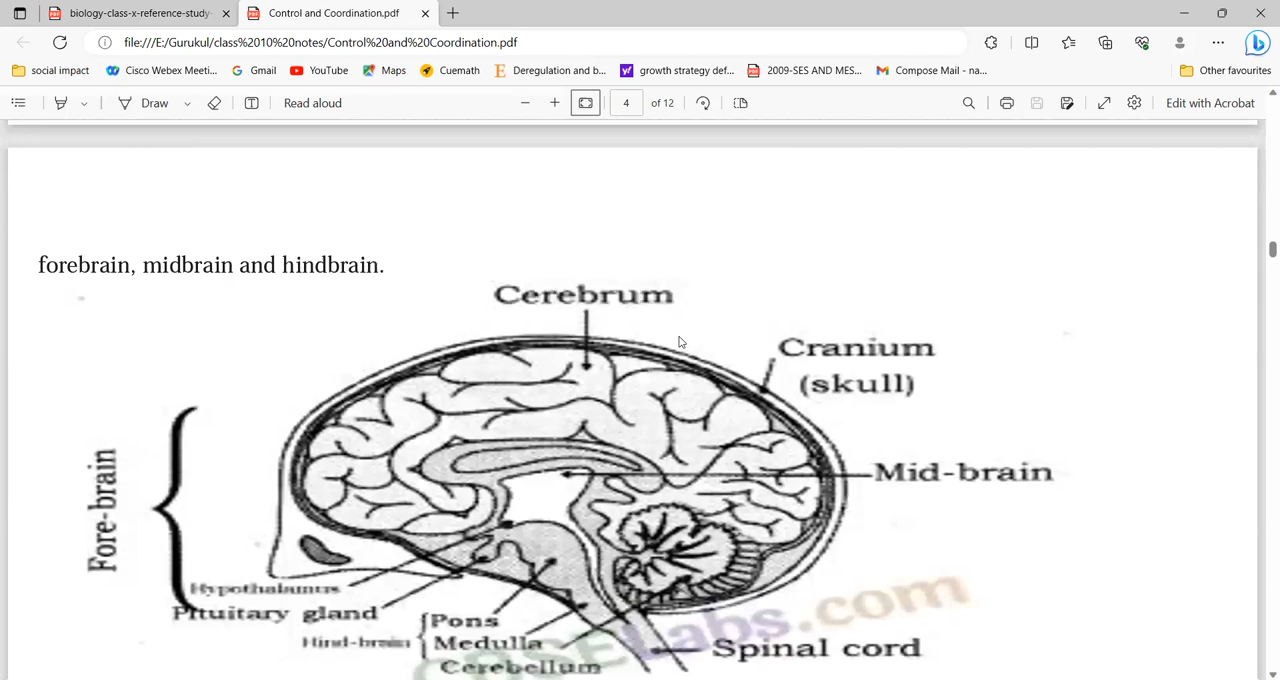 biology-class-x-reference-study-
Control and Coordination.pdf
file:///E:/Gurukul/class%2010%20notes/Control%20and%20Coordination.pdf
social impact
Cisco Webex Meeti...
Gmail
YouTube
Maps
Cuemath
Deregulation and b...
growth strategy def...
2009-SES AND MES...
Compose Mail - na...
Other favourites
Draw
Read aloud
4 of 12
Edit with Acrobat
forebrain, midbrain and hindbrain.
Cerebrum
Cranium
(skull)
Mid-brain
Fore-brain
Hypothalamus
Pituitary gland
Pons
Hind-brain
Medulla
Cerebellum
Spinal cord
CBSELabs.com